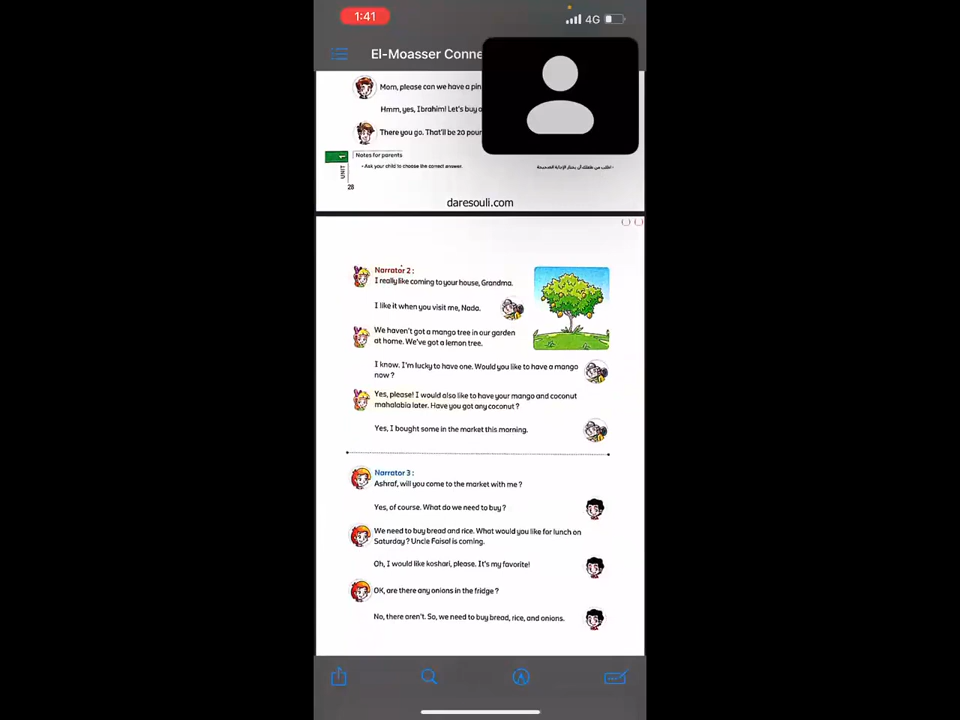 1:41
4G
El-Moasser Conne
Mom, please can we have a pin
Hmm, yes, Ibrahim! Let's buy a
There you go. That'll be 20 poun
UNIT 1
Notes for parents
• Ask your child to choose the correct answer.
• اطلب من طفلك أن يختار الإجابة الصحيحة
28
daresouli.com
Narrator 2 :
I really like coming to your house, Grandma.
I like it when you visit me, Nada.
We haven't got a mango tree in our garden
at home. We've got a lemon tree.
I know. I'm lucky to have one. Would you like to have a mango
now ?
Yes, please! I would also like to have your mango and coconut
mahalabia later. Have you got any coconut ?
Yes, I bought some in the market this morning.
Narrator 3 :
Ashraf, will you come to the market with me ?
Yes, of course. What do we need to buy ?
We need to buy bread and rice. What would you like for lunch on
Saturday ? Uncle Faisal is coming.
Oh, I would like koshari, please. It's my favorite!
OK, are there any onions in the fridge ?
No, there aren't. So, we need to buy bread, rice, and onions.